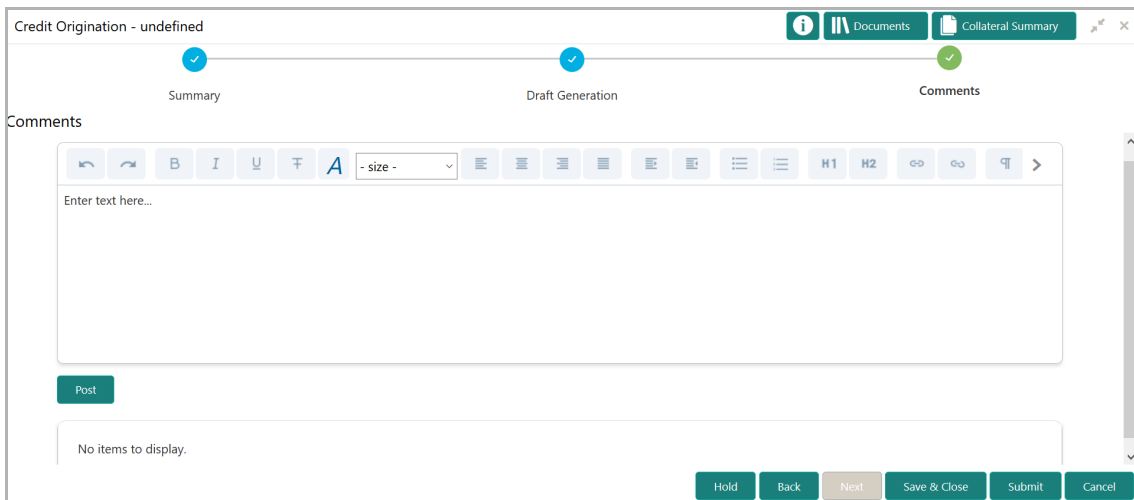 Credit Origination - undefined
Documents
Collateral Summary
Summary
Draft Generation
Comments
Comments
B I U T A - size - H1 H2
Enter text here...
Post
No items to display.
Hold Back Next Save & Close Submit Cancel